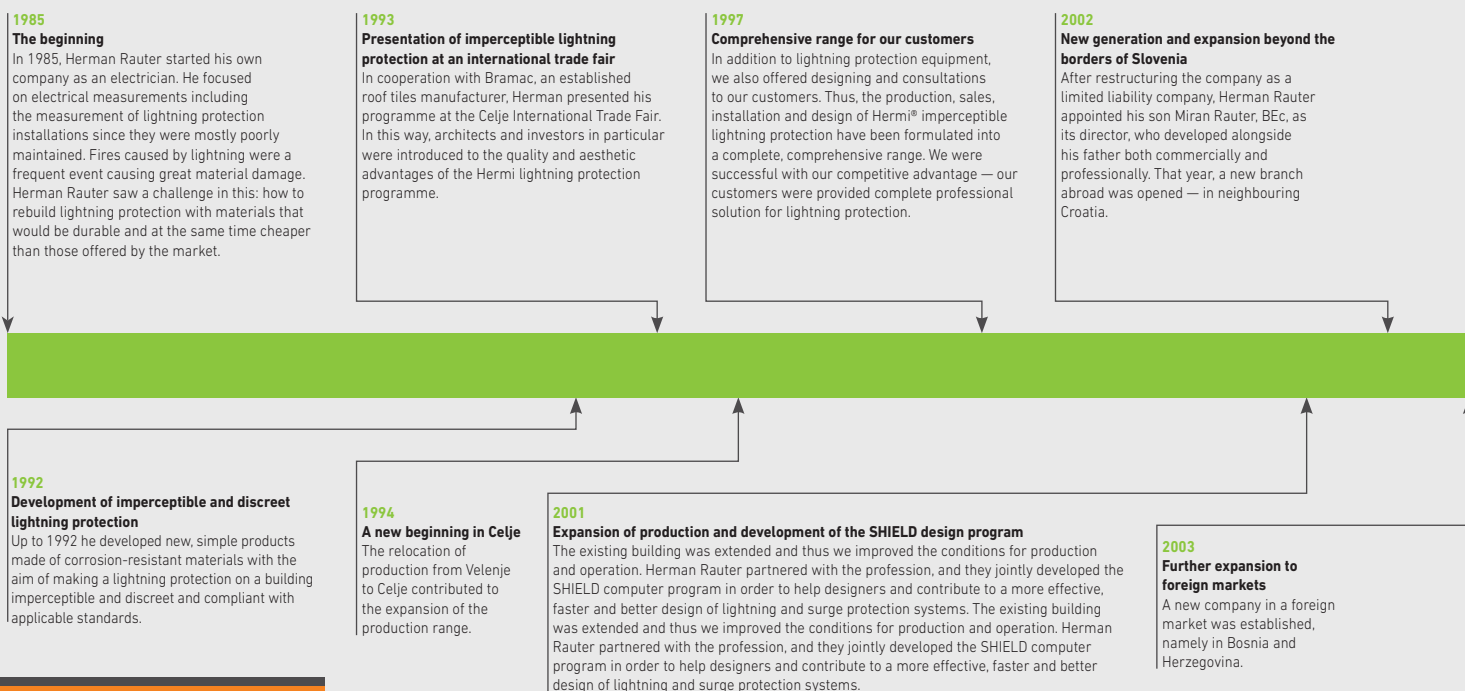 1985
The beginning
In 1985, Herman Rauter started his own
company as an electrician. He focused
on electrical measurements including
the measurement of lightning protection
installations since they were mostly poorly
maintained. Fires caused by lightning were a
frequent event causing great material damage.
Herman Rauter saw a challenge in this: how to
rebuild lightning protection with materials that
would be durable and at the same time cheaper
than those offered by the market.
1993
Presentation of imperceptible lightning
protection at an international trade fair
In cooperation with Bramac, an established
roof tiles manufacturer, Herman presented his
programme at the Celje International Trade Fair.
In this way, architects and investors in particular
were introduced to the quality and aesthetic
advantages of the Hermi lightning protection
programme.
1997
Comprehensive range for our customers
In addition to lightning protection equipment,
we also offered designing and consultations
to our customers. Thus, the production, sales,
installation and design of Hermi® imperceptible
lightning protection have been formulated into
a complete, comprehensive range. We were
successful with our competitive advantage — our
customers were provided complete professional
solution for lightning protection.
2002
New generation and expansion beyond the
borders of Slovenia
After restructuring the company as a
limited liability company, Herman Rauter
appointed his son Miran Rauter, BEc, as
its director, who developed alongside
his father both commercially and
professionally. That year, a new branch
abroad was opened — in neighbouring
Croatia.
1992
Development of imperceptible and discreet
lightning protection
Up to 1992 he developed new, simple products
made of corrosion-resistant materials with the
aim of making a lightning protection on a building
imperceptible and discreet and compliant with
applicable standards.
1994
A new beginning in Celje
The relocation of
production from Velenje
to Celje contributed to
the expansion of the
production range.
2001
Expansion of production and development of the SHIELD design program
The existing building was extended and thus we improved the conditions for production
and operation. Herman Rauter partnered with the profession, and they jointly developed the
SHIELD computer program in order to help designers and contribute to a more effective,
faster and better design of lightning and surge protection systems. The existing building
was extended and thus we improved the conditions for production and operation. Herman
Rauter partnered with the profession, and they jointly developed the SHIELD computer
program in order to help designers and contribute to a more effective, faster and better
design of lightning and surge protection systems.
2003
Further expansion to
foreign markets
A new company in a foreign
market was established,
namely in Bosnia and
Herzegovina.